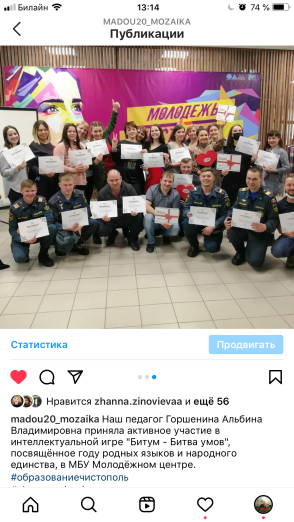 Билайн
13:14
74 %
MADOU20_MOZAIKA
Публикации
МОЛОДЕЖЬ
Статистика
Продвигать
Нравится zhanna.zinovievaa и ещё 56
madou20_mozaika Наш педагог Горшенина Альбина
Владимировна приняла активное участие в
интеллектуальной игре "Битум - Битва умов",
посвящённое году родных языков и народного
единства, в МБУ Молодёжном центре.
#образованиечистополь